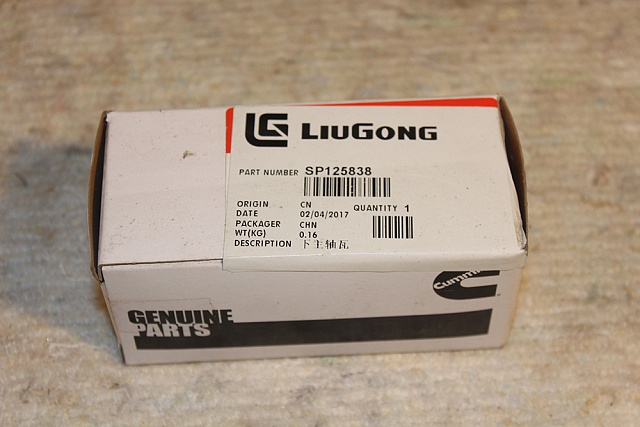 LIUGONG
PART NUMBER SP125838
ORIGIN CN QUANTITY 1
DATE 02/04/2017
PACKAGER CHN
WT(KG) 0.16
DESCRIPTION 下主轴瓦
Cummi
GENUINE
PARTS